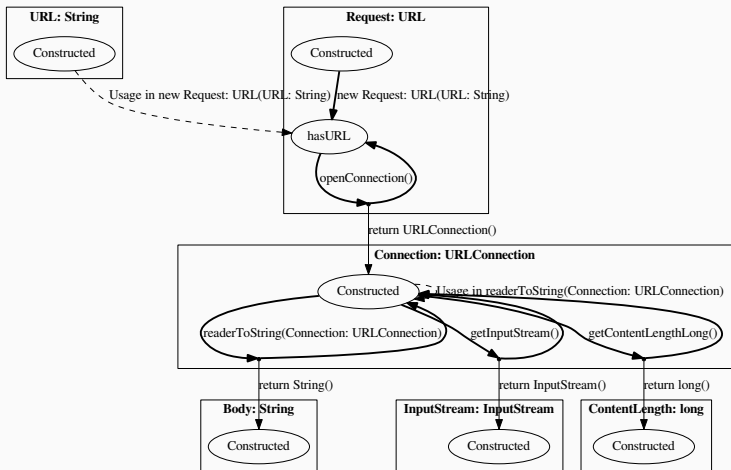 URL: String
Request: URL
Constructed
Constructed
Usage in new Request: URL(URL: String)
new Request: URL(URL: String)
hasURL
openConnection()
return URLConnection()
Connection: URLConnection
Constructed
Usage in readerToString(Connection: URLConnection)
readerToString(Connection: URLConnection)
getInputStream()
getContentLengthLong()
return String()
return InputStream()
return long()
Body: String
InputStream: InputStream
ContentLength: long
Constructed
Constructed
Constructed